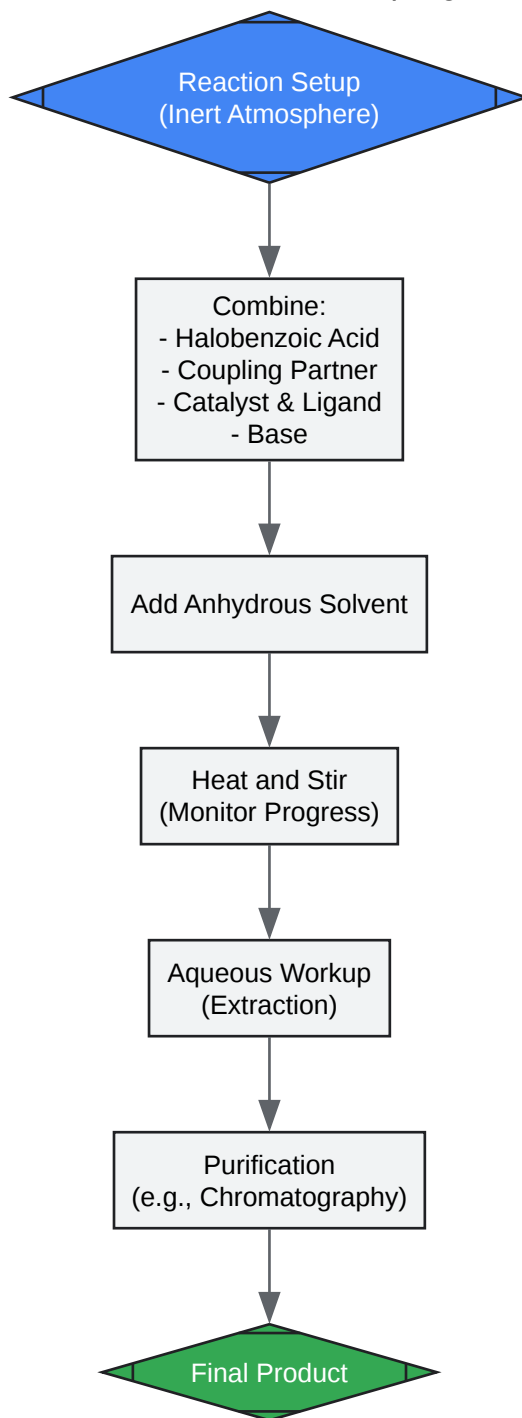 Reaction Setup
(Inert Atmosphere)
Combine:
- Halobenzoic Acid
- Coupling Partner
- Catalyst & Ligand
- Base
Add Anhydrous Solvent
Heat and Stir
(Monitor Progress)
Aqueous Workup
(Extraction)
Purification
(e.g., Chromatography)
Final Product